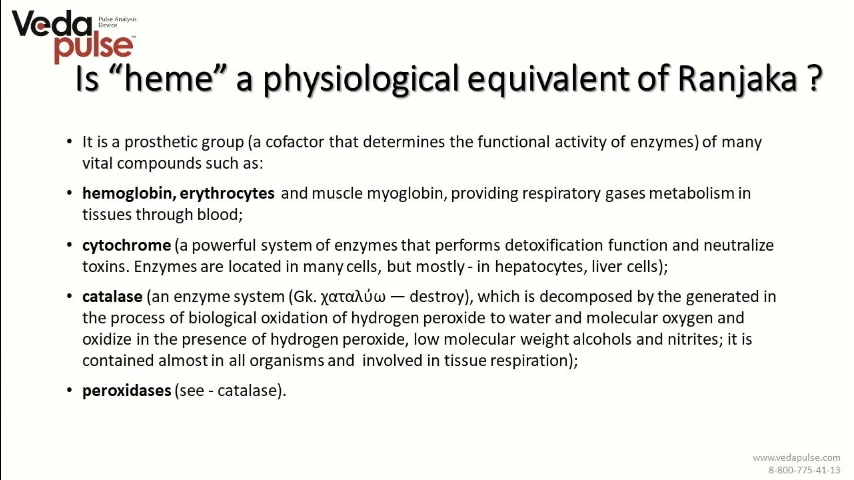 Veda Pulse Analysis
Device
pulse™
Is “heme” a physiological equivalent of Ranjaka ?
• It is a prosthetic group (a cofactor that determines the functional activity of enzymes) of many
vital compounds such as:
• hemoglobin, erythrocytes and muscle myoglobin, providing respiratory gases metabolism in
tissues through blood;
• cytochrome (a powerful system of enzymes that performs detoxification function and neutralize
toxins. Enzymes are located in many cells, but mostly - in hepatocytes, liver cells);
• catalase (an enzyme system (Gk. χαταλύω — destroy), which is decomposed by the generated in
the process of biological oxidation of hydrogen peroxide to water and molecular oxygen and
oxidize in the presence of hydrogen peroxide, low molecular weight alcohols and nitrites; it is
contained almost in all organisms and involved in tissue respiration);
• peroxidases (see - catalase).
www.vedapulse.com
8-800-775-41-13